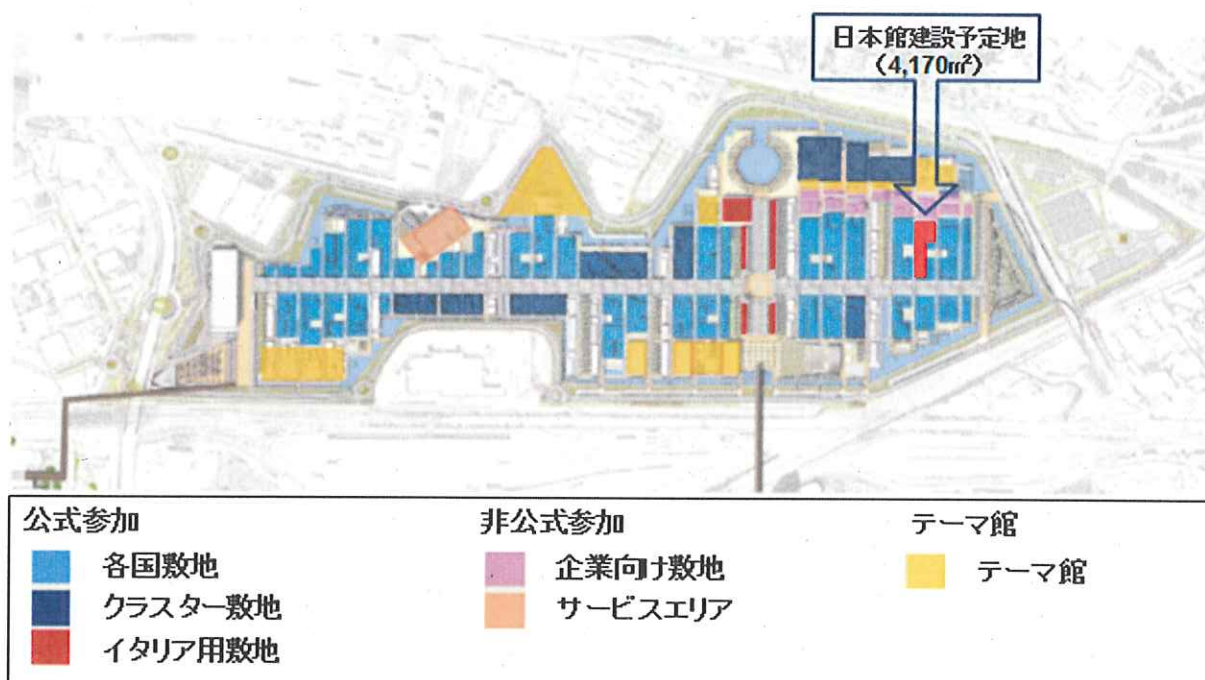 日本館建設予定地
（4,170㎡）
公式参加
各国敷地
クラスター敷地
イタリア用敷地
非公式参加
企業向け敷地
サービスエリア
テーマ館
テーマ館